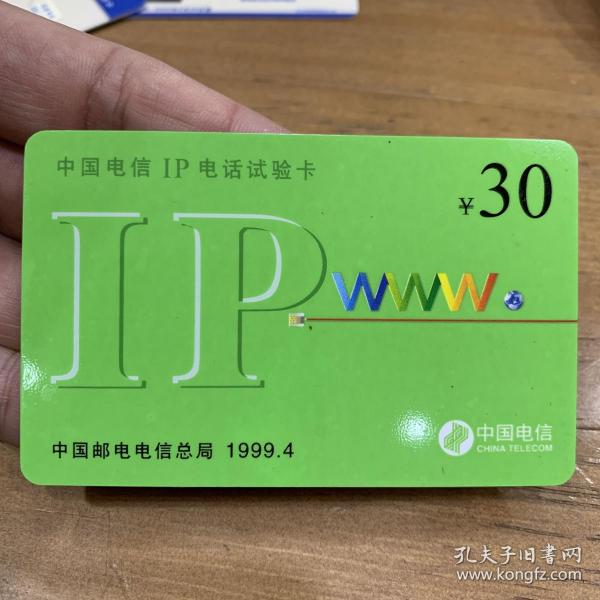 中国电信 IP 电话试验卡
¥30
IP
WWW.
中国电信
CHINA TELECOM
中国邮电电信总局 1999.4
孔夫子旧书网
www.kongfz.com